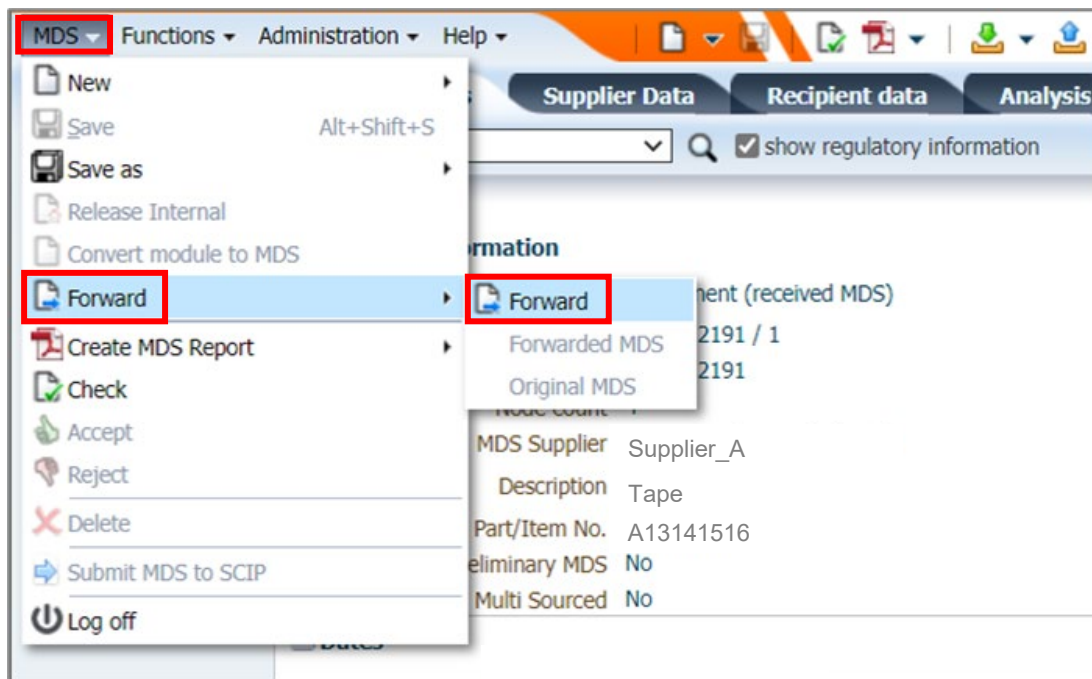 MDS Functions Administration Help
New
Supplier Data Recipient data Analysis
Save Alt+Shift+S
show regulatory information
Save as
Release Internal
Convert module to MDS
Forward
Forward
Forwarded MDS
Original MDS
(received MDS)
2191 / 1
2191
Create MDS Report
Check
Accept
Reject
Delete
Submit MDS to SCIP
Log off
MDS Supplier Supplier_A
Description Tape
Part/Item No. A13141516
MDS No
Multi Sourced No